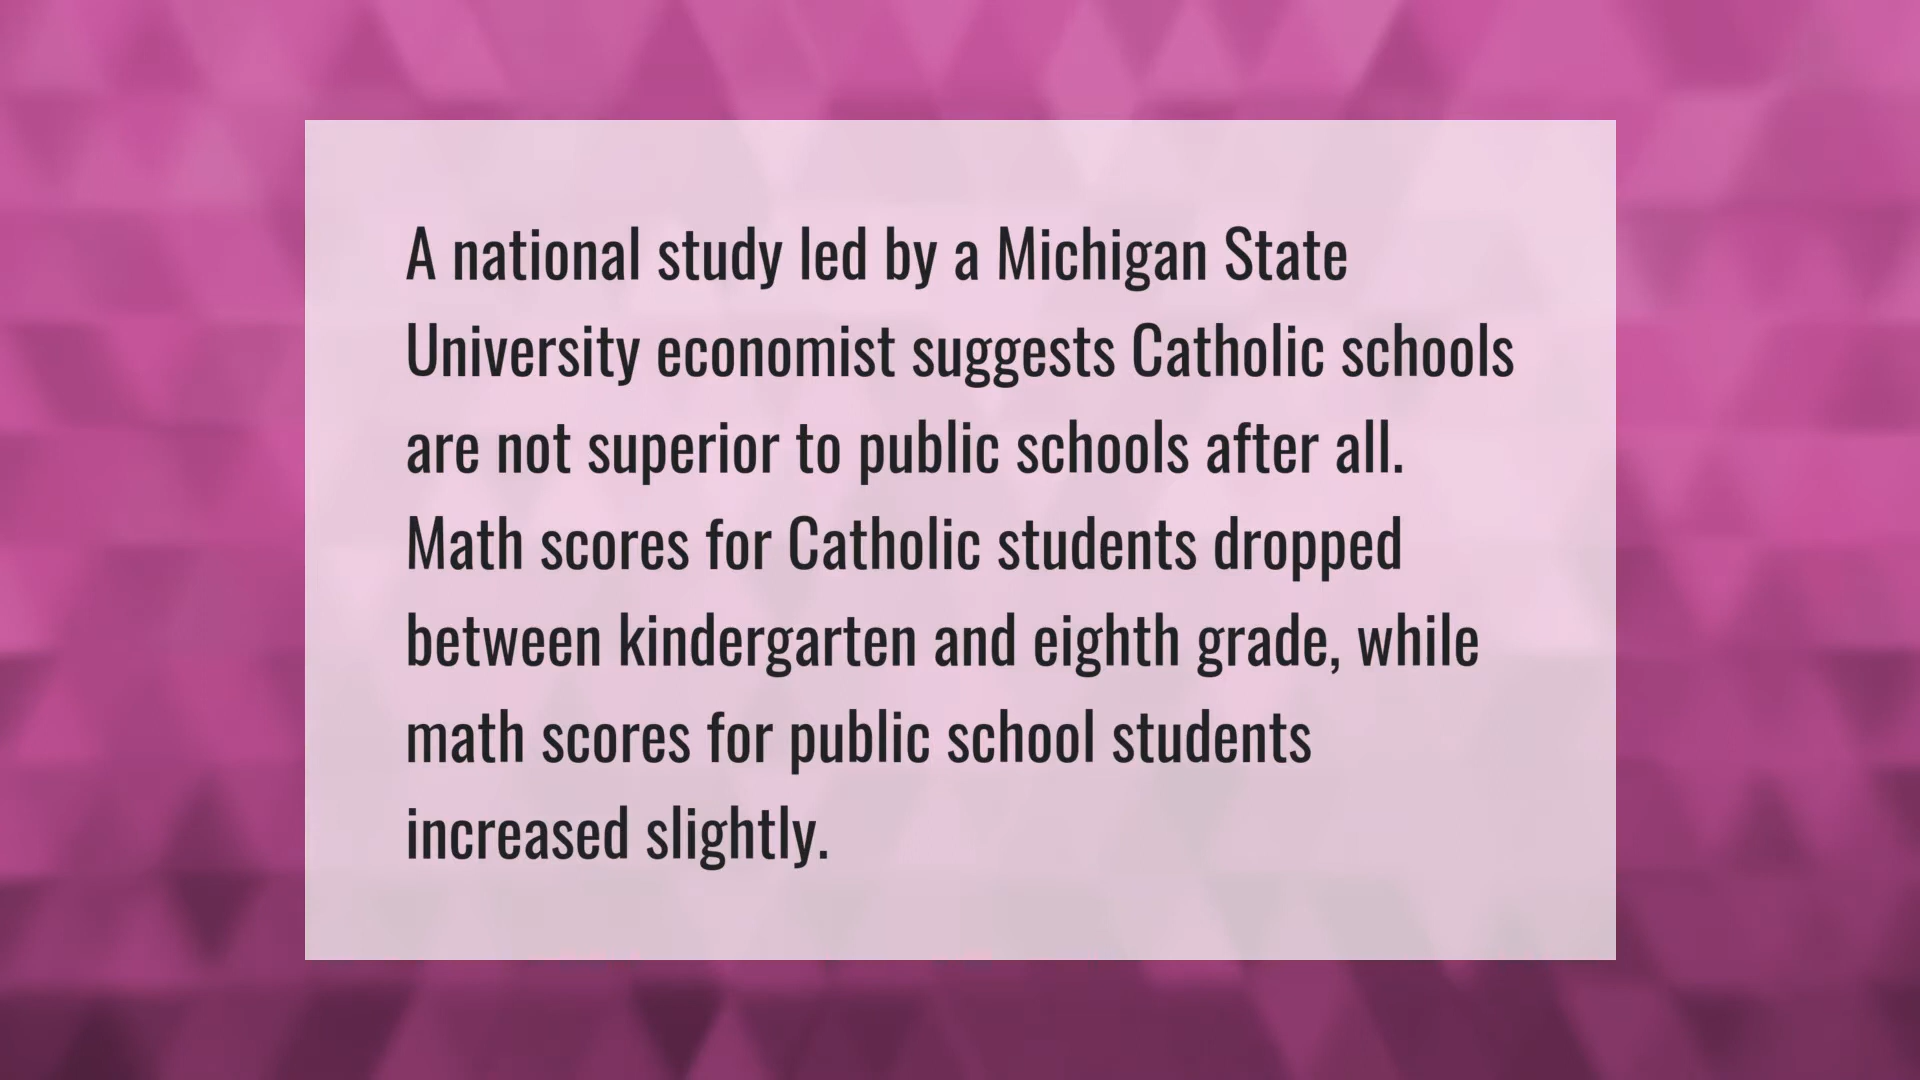 A national study led by a Michigan State
University economist suggests Catholic schools
are not superior to public schools after all.
Math scores for Catholic students dropped
between kindergarten and eighth grade, while
math scores for public school students
increased slightly.